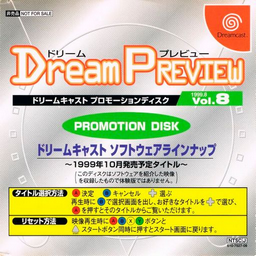 非売品 NOT FOR SALE
ドリーム プレビュー
Dream PREVIEW
Dreamcast
ドリームキャスト プロモーションディスク
1999.8
Vol.8
PROMOTION DISK
ドリームキャスト ソフトウェアラインナップ
〜1999年10月発売予定タイトル〜
「このディスクはソフトウェアを紹介した映像を
収録したもので体験版ではありません。」
タイトル選択方法
A 決定 B キャンセル 選ぶ
再生時に B で選択画面を出し、お好きなタイトルを で選び、
A を押すとそのタイトルからご覧いただけます。
リセット方法
再生時に A B X Y ボタンと
スタートボタン同時に押すとスタート画面に戻ります。
NTSC-J